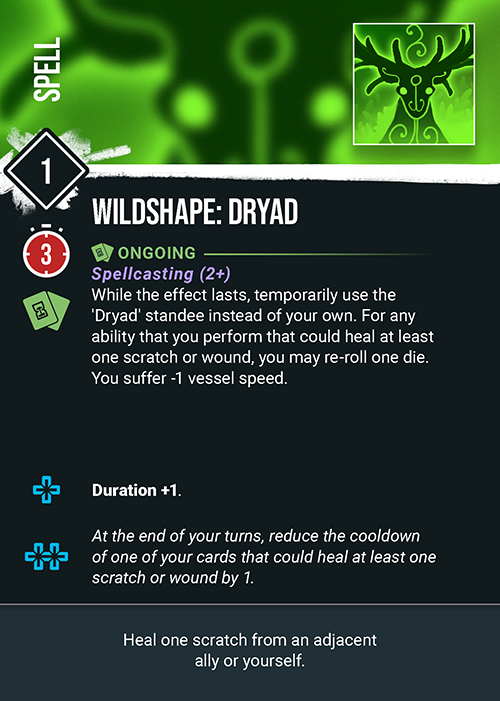 SPELL
1
WILDSHAPE: DRYAD
3
ONGOING
Spellcasting (2+)
While the effect lasts, temporarily use the
'Dryad' standee instead of your own. For any
ability that you perform that could heal at least
one scratch or wound, you may re-roll one die.
You suffer -1 vessel speed.
Duration +1.
At the end of your turns, reduce the cooldown
of one of your cards that could heal at least one
scratch or wound by 1.
Heal one scratch from an adjacent
ally or yourself.